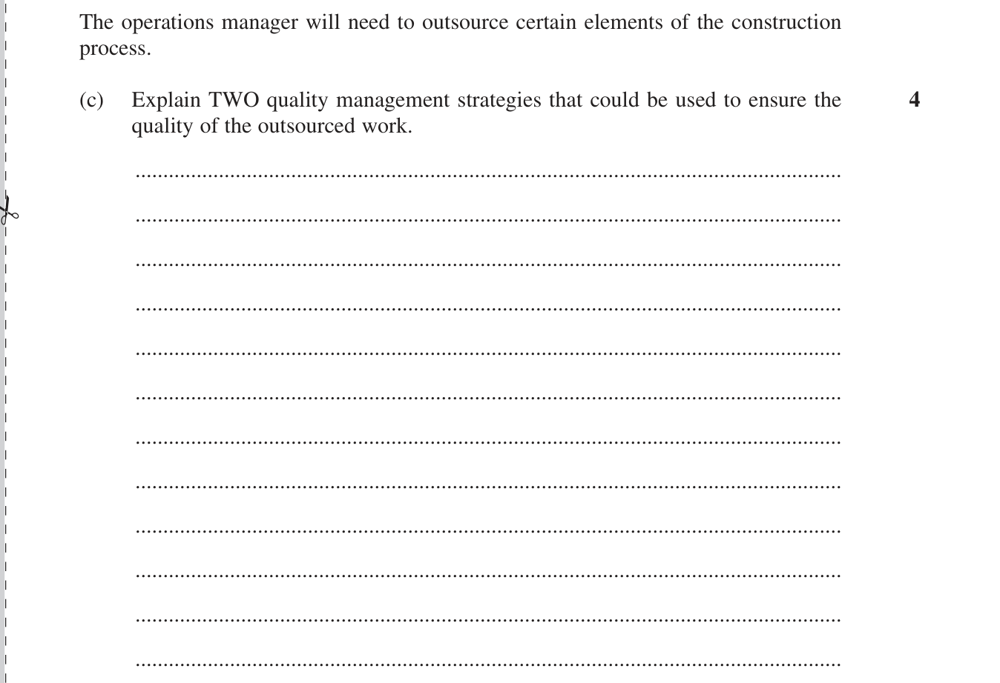 The operations manager will need to outsource certain elements of the construction
process.
(c) Explain TWO quality management strategies that could be used to ensure the 4
quality of the outsourced work.